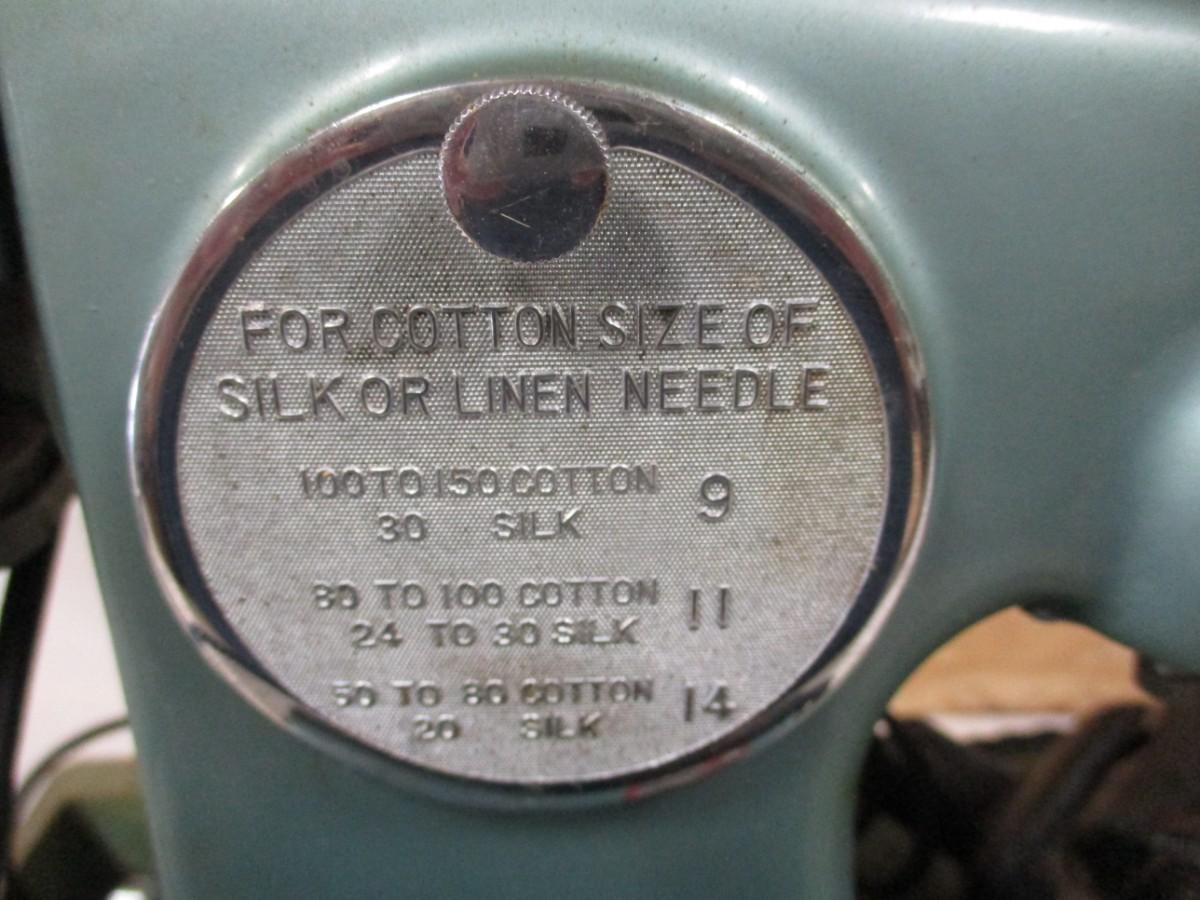 FOR COTTON SIZE OF
SILK OR LINEN NEEDLE
100 TO 150 COTTON 9
30 SILK
80 TO 100 COTTON 11
24 TO 30 SILK
50 TO 80 COTTON 14
20 SILK